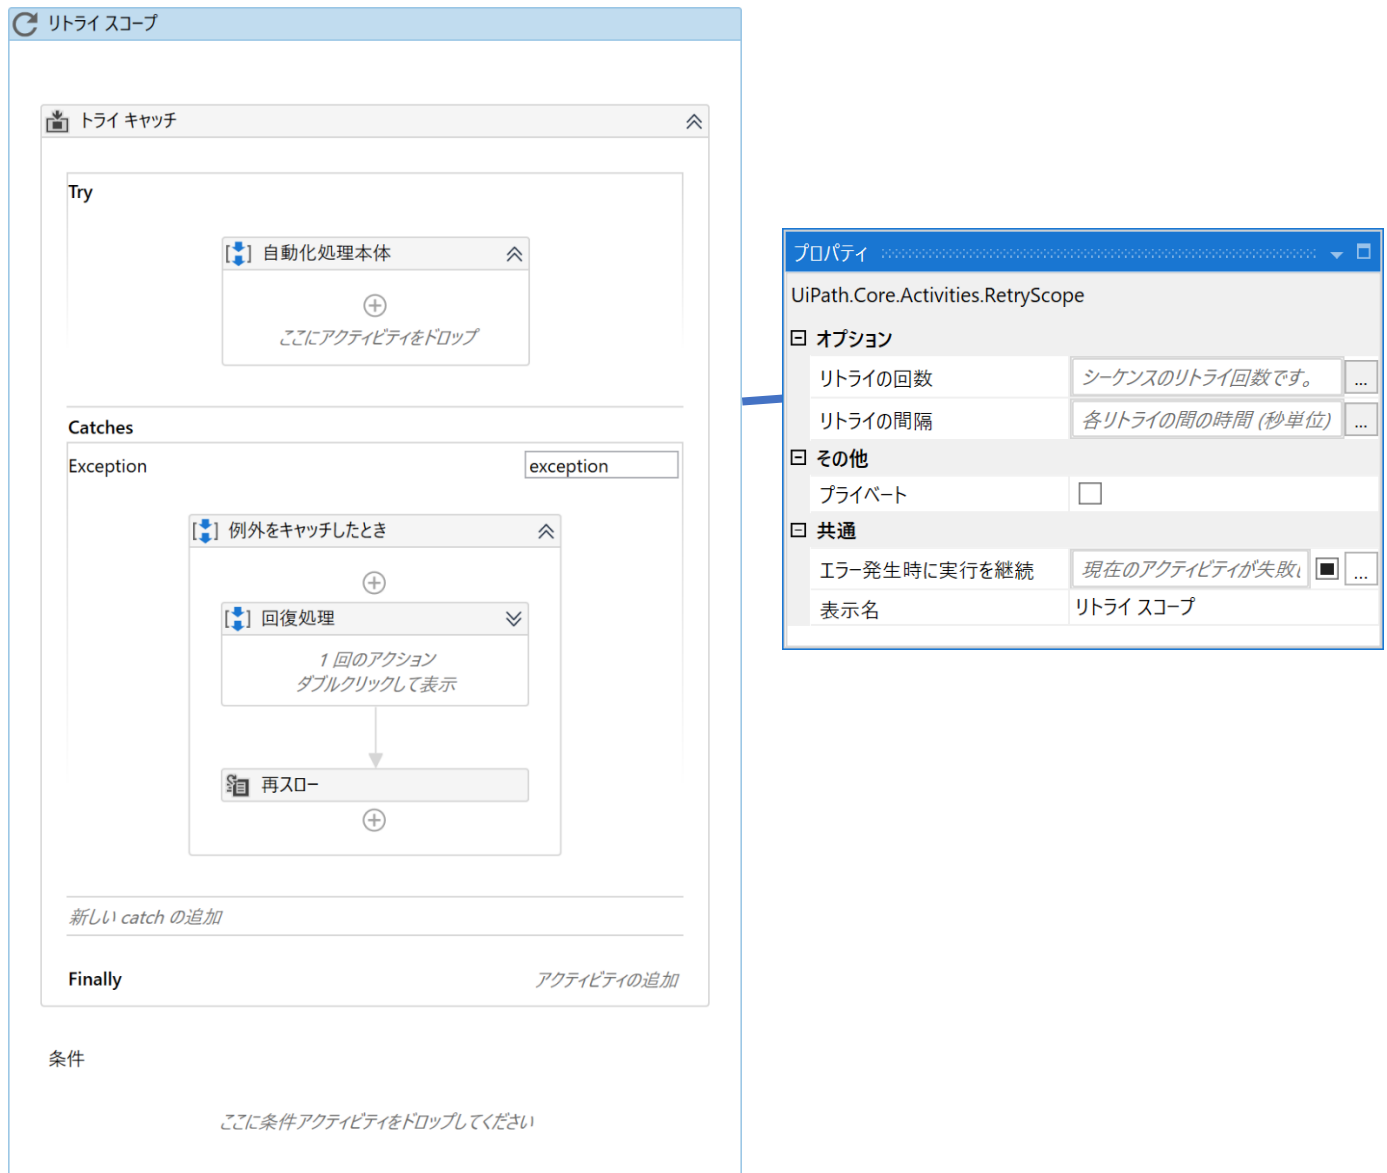 リトライ スコープ
トライ キャッチ
Try
自動化処理本体
ここにアクティビティをドロップ
Catches
Exception
exception
例外をキャッチしたとき
回復処理
1 回のアクション
ダブルクリックして表示
再スロー
新しい catch の追加
Finally
アクティビティの追加
条件
ここに条件アクティビティをドロップしてください
プロパティ
UiPath.Core.Activities.RetryScope
オプション
リトライの回数
シーケンスのリトライ回数です。
...
リトライの間隔
各リトライの間の時間 (秒単位)
...
その他
プライベート
共通
エラー発生時に実行を継続
現在のアクティビティが失敗し
...
表示名
リトライ スコープ